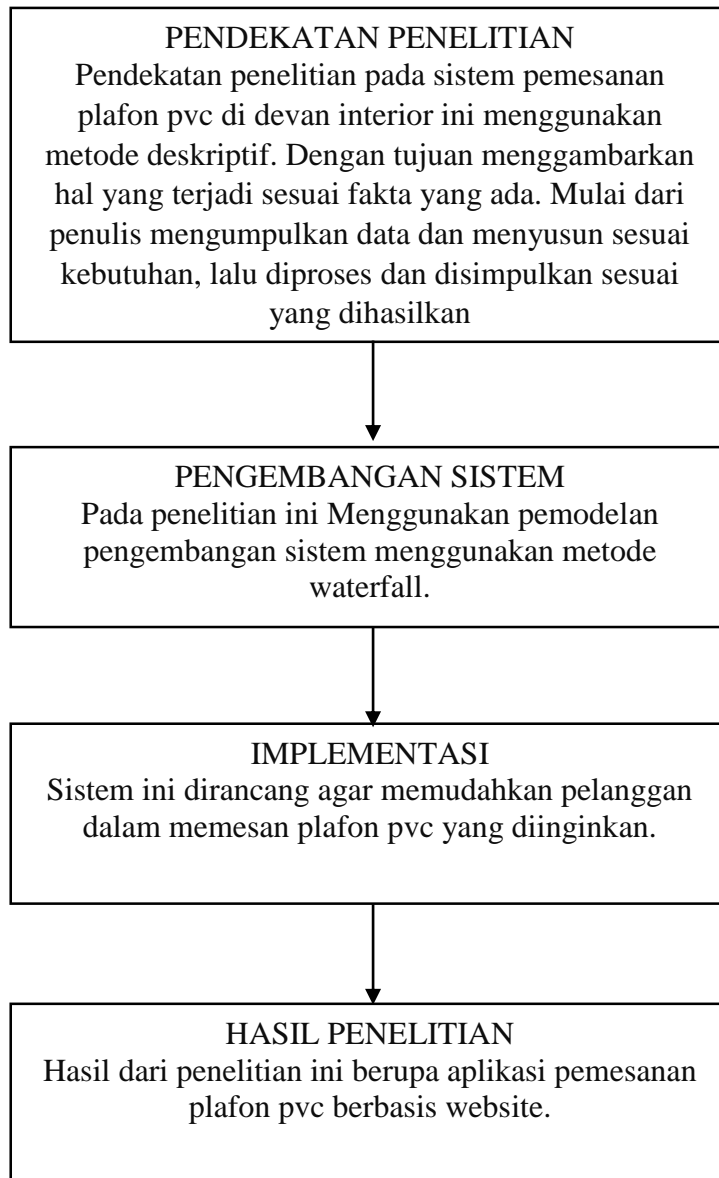 PENDEKATAN PENELITIAN
Pendekatan penelitian pada sistem pemesanan
plafon pvc di devan interior ini menggunakan
metode deskriptif. Dengan tujuan menggambarkan
hal yang terjadi sesuai fakta yang ada. Mulai dari
penulis mengumpulkan data dan menyusun sesuai
kebutuhan, lalu diproses dan disimpulkan sesuai
yang dihasilkan
PENGEMBANGAN SISTEM
Pada penelitian ini Menggunakan pemodelan
pengembangan sistem menggunakan metode
waterfall.
IMPLEMENTASI
Sistem ini dirancang agar memudahkan pelanggan
dalam memesan plafon pvc yang diinginkan.
HASIL PENELITIAN
Hasil dari penelitian ini berupa aplikasi pemesanan
plafon pvc berbasis website.